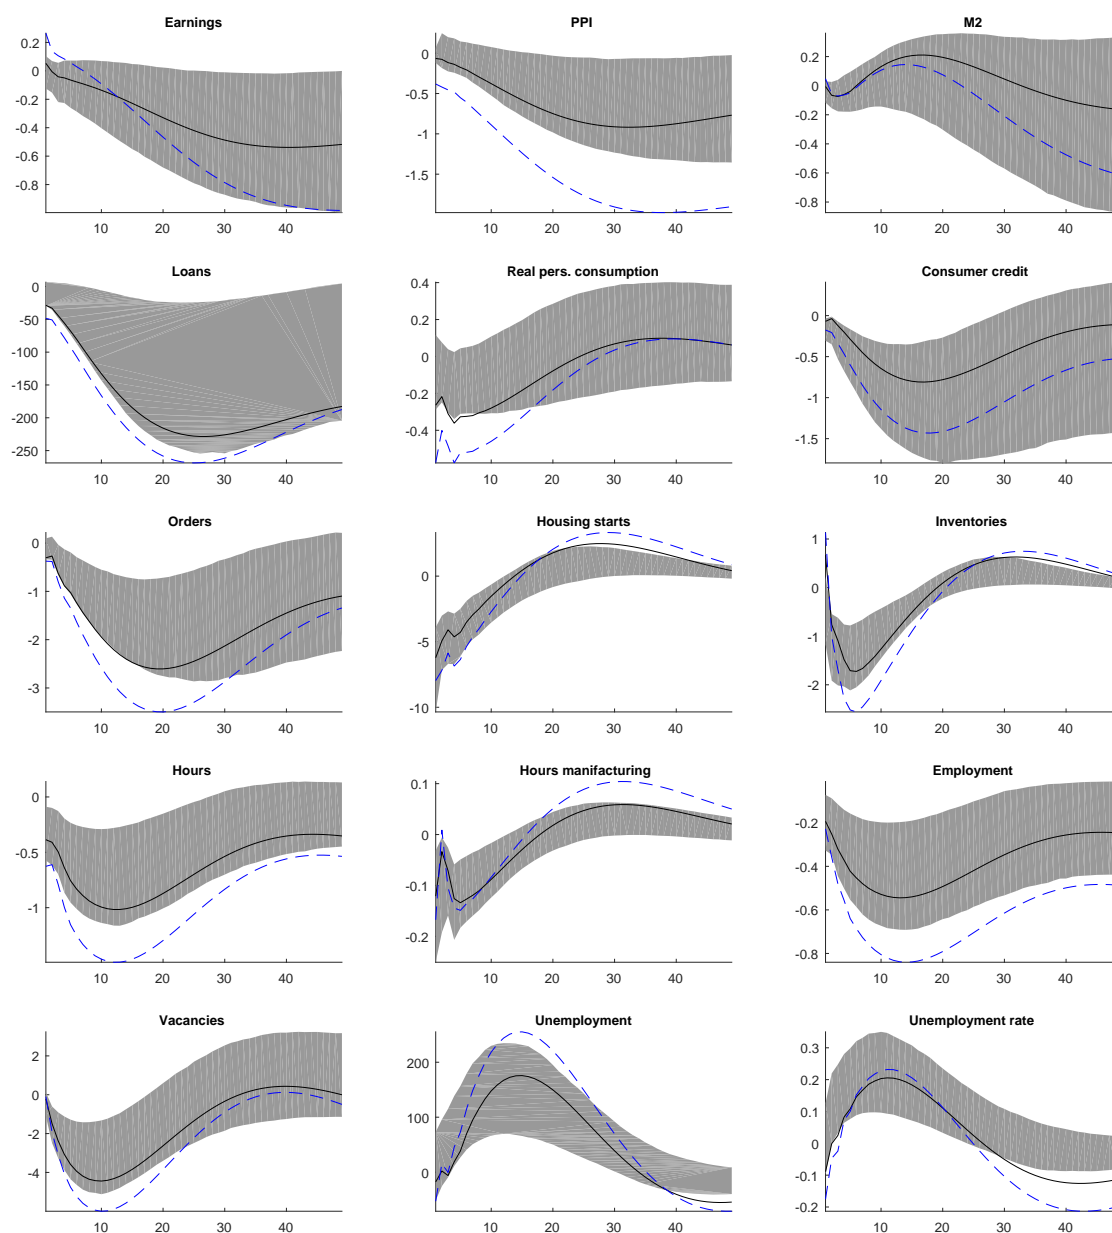 Earnings PPI M2
0.2 0 0.2
0 -0.5 0
-0.2 -1 -0.2
-0.4 -1.5 -0.4
-0.6 -0.6
-0.8 -0.8
10 20 30 40 10 20 30 40 10 20 30 40
Loans Real pers. consumption Consumer credit
0 0.4 0
-50 0.2 -0.5
-100 0 -1
-150 -0.2 -1.5
-200 -0.4
-250
10 20 30 40 10 20 30 40 10 20 30 40
Orders Housing starts Inventories
0 0 1
-1 -5 0
-2 -10 -1
-3 -2
10 20 30 40 10 20 30 40 10 20 30 40
Hours Hours manifacturing Employment
0 0.1 -0.2
-0.5 0 -0.4
-1 -0.1 -0.6
-0.2 -0.8
10 20 30 40 10 20 30 40 10 20 30 40
Vacancies Unemployment Unemployment rate
2 200 0.3
0 100 0.2
-2 0 0.1
-4 0
-0.1
-0.2
10 20 30 40 10 20 30 40 10 20 30 40